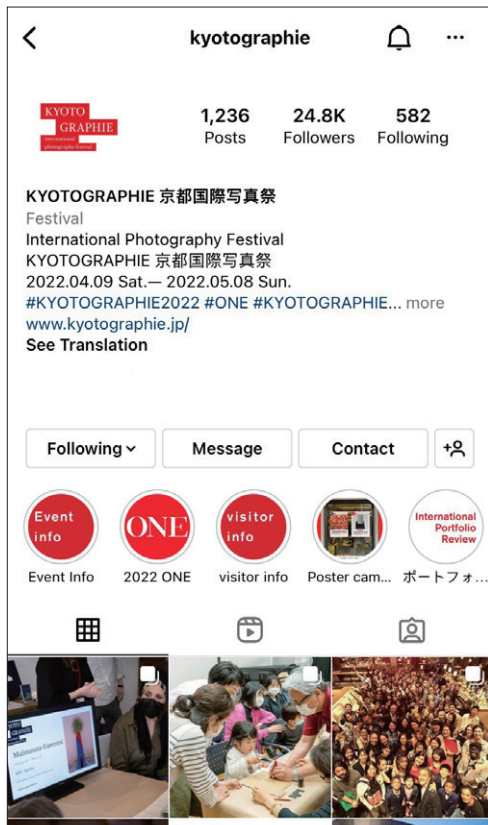 kyotographie
KYOTO
GRAPHIE
international
photography festival
1,236
Posts
24.8K
Followers
582
Following
KYOTOGRAPHIE 京都国際写真祭
Festival
International Photography Festival
KYOTOGRAPHIE 京都国際写真祭
2022.04.09 Sat.— 2022.05.08 Sun.
#KYOTOGRAPHIE2022 #ONE #KYOTOGRAPHIE... more
www.kyotographie.jp/
See Translation
Following
Message
Contact
Event
info
ONE
visitor
info
International
Portfolio
Review
Event Info
2022 ONE
visitor info
Poster cam...
ポートフォ...
KYOTO
GRAPHIE